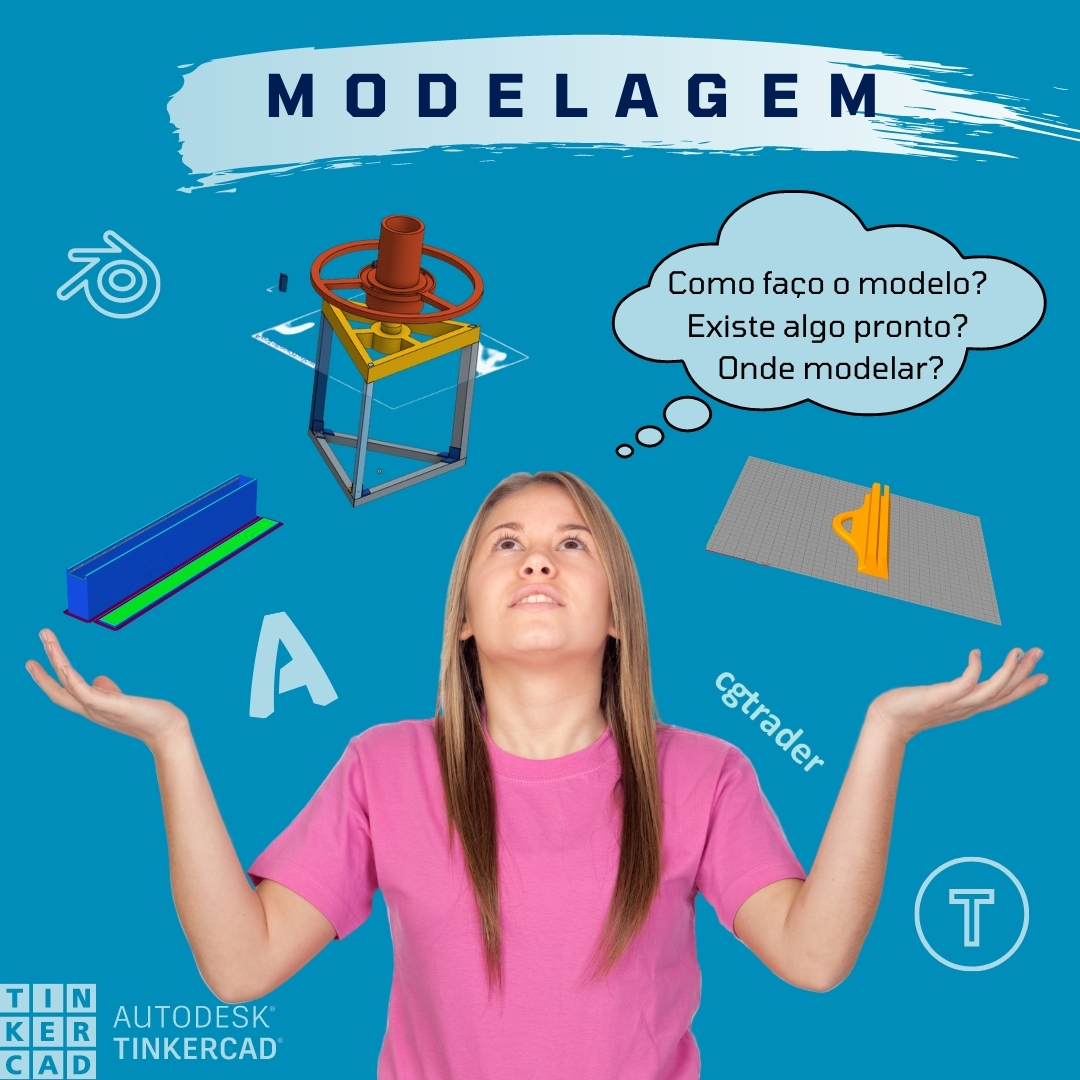 MODELAGEM
Como faço o modelo?
Existe algo pronto?
Onde modelar?
A
cgtrader
T
TIN
KER
CAD
AUTODESK®
TINKERCAD®